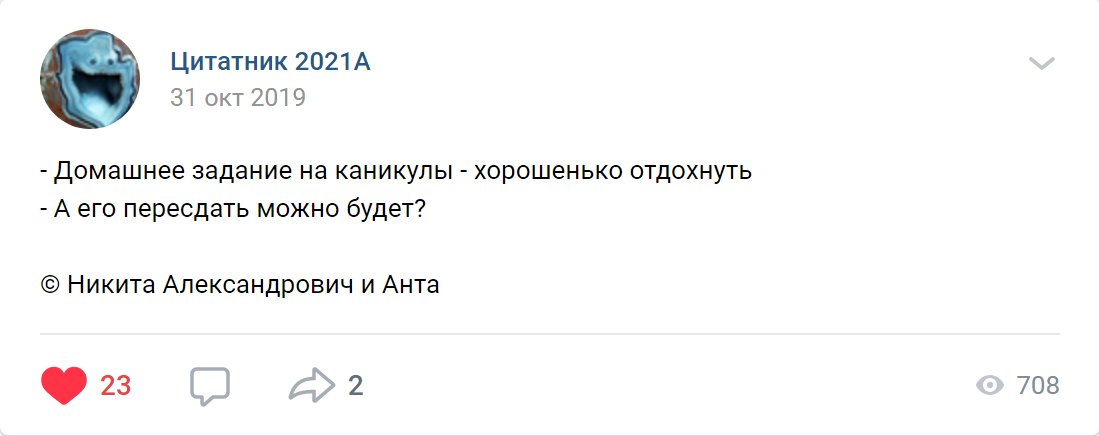 Цитатник 2021А
31 окт 2019
- Домашнее задание на каникулы - хорошенько отдохнуть
- А его пересдать можно будет?
© Никита Александрович и Анта
23
2
708